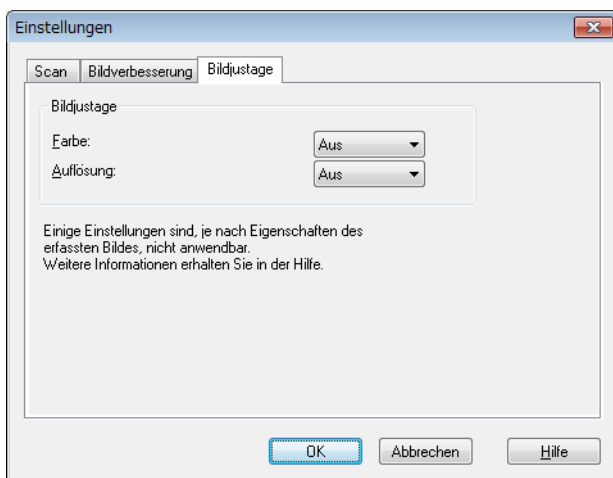 Einstellungen
Scan Bildverbesserung Bildjustage
Bildjustage
Farbe: Aus
Auflösung: Aus
Einige Einstellungen sind, je nach Eigenschaften des
erfassten Bildes, nicht anwendbar.
Weitere Informationen erhalten Sie in der Hilfe.
OK Abbrechen Hilfe